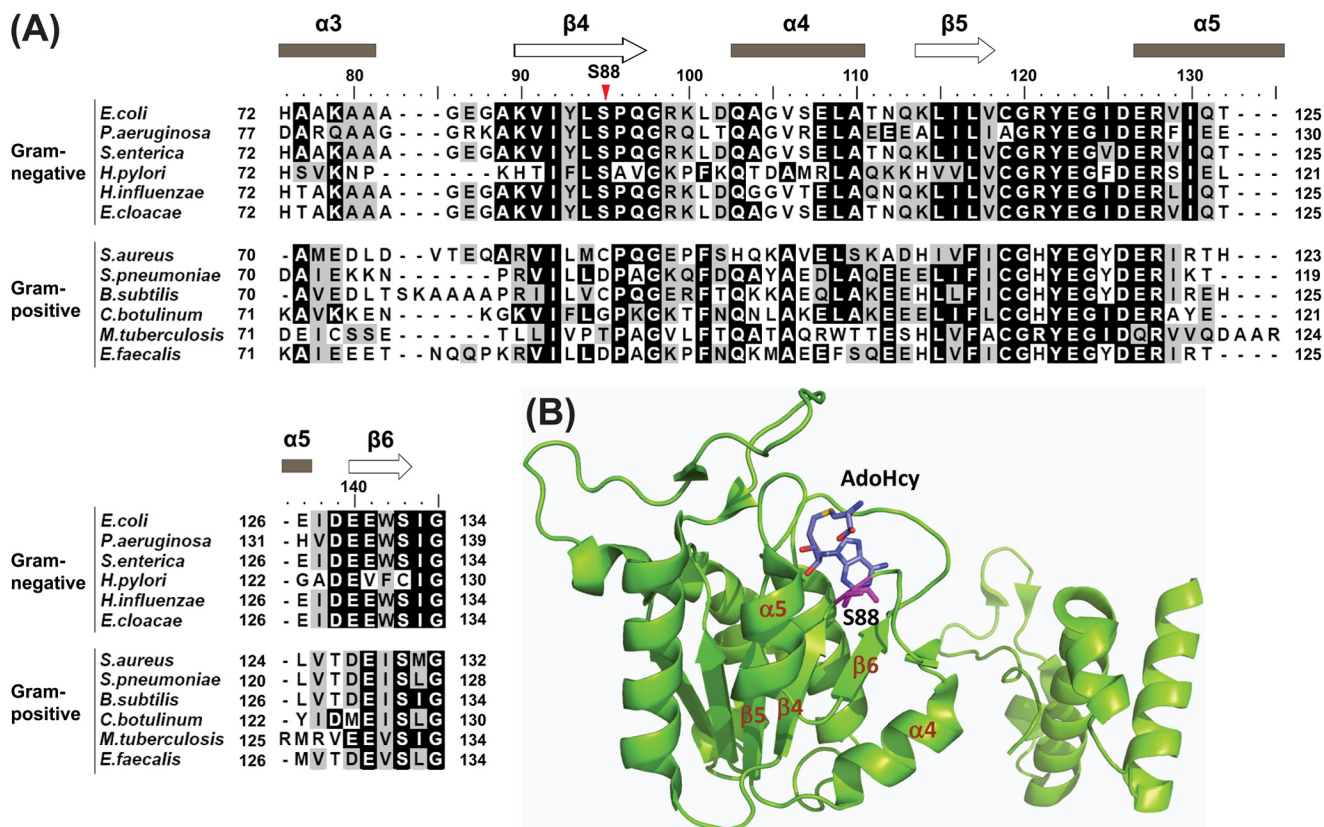 (A)
α3 β4 α4 β5 α5
80 90 S88 100 110 120 130
Gram-negative
E.coli 72 HAAKAAA---GEGAKVIYLSPQGRKLDQAGVSELATNQKLILVCGRYEGIDERVIQT--- 125
P.aeruginosa 77 DARQAAG---GRKAKVIYLSPQGRQLTQAGVRELAEEEALILIAGRYEGIDERFIEE--- 130
S.enterica 72 HAAKAAA---GEGAKVIYLSPQGRKLDQAGVSELATNQKLILVCGRYEGVDERVIQT--- 125
H.pylori 72 HSVKNP-------KHTIFLSAVGKPFKQTDAMRLAQKKHVVLVCGRYEGFDERSIEL--- 121
H.influenzae 72 HTAKAAA---GEGAKVIYLSPQGRKLDQGGVTELAQNQKLILVCGRYEGIDERLIQT--- 125
E.cloacae 72 HTAKAAA---GEGAKVIYLSPQGRKLDQAGVSELATNQKLILVCGRYEGIDERVIQT--- 125
Gram-positive
S.aureus 70 -AMEDLD--VTEQARVILMCPQGEPFSHQKAVELSKADHIVFICGHYEGYDERIRTH--- 123
S.pneumoniae 70 DAIEKKN------PRVILLDPAGKQFDQAYAEDLAQEEELIFICGHYEGYDERIKT---- 119
B.subtilis 70 -AVEDLTSKAAAAPRIILVCPQGERFTQKKAEQLAKEEHLLFICGHYEGYDERIREH--- 125
C.botulinum 71 KAVKKEN-----KGKVIFLGPKGKTFNQNLAKELAKEEELIFLCGHYEGIDERAYE---- 121
M.tuberculosis 71 DEICSSE------TLLIVPTPAGVLFTQATAQRWTTESHLVFACGRYEGIDQRVVQDAAR 124
E.faecalis 71 KAIEEET--NQQPKRVILLDPAGKPFNQKMAEEFSQEEHLVFICGHYEGYDERIRT---- 125
α5 β6
140
Gram-negative
E.coli 126 -EIDEEWSIG 134
P.aeruginosa 131 -HVDEEWSIG 139
S.enterica 126 -EIDEEWSIG 134
H.pylori 122 -GADEVFCIG 130
H.influenzae 126 -EIDEEWSIG 134
E.cloacae 126 -EIDEEWSIG 134
Gram-positive
S.aureus 124 -LVTDEISMG 132
S.pneumoniae 120 -LVTDEISLG 128
B.subtilis 126 -LVTDEISIG 134
C.botulinum 122 -YIDMEISLG 130
M.tuberculosis 125 RMRVEEVSIG 134
E.faecalis 126 -MVTDEVSLG 134
(B)
AdoHcy
α5
S88
β6
β5
β4
α4